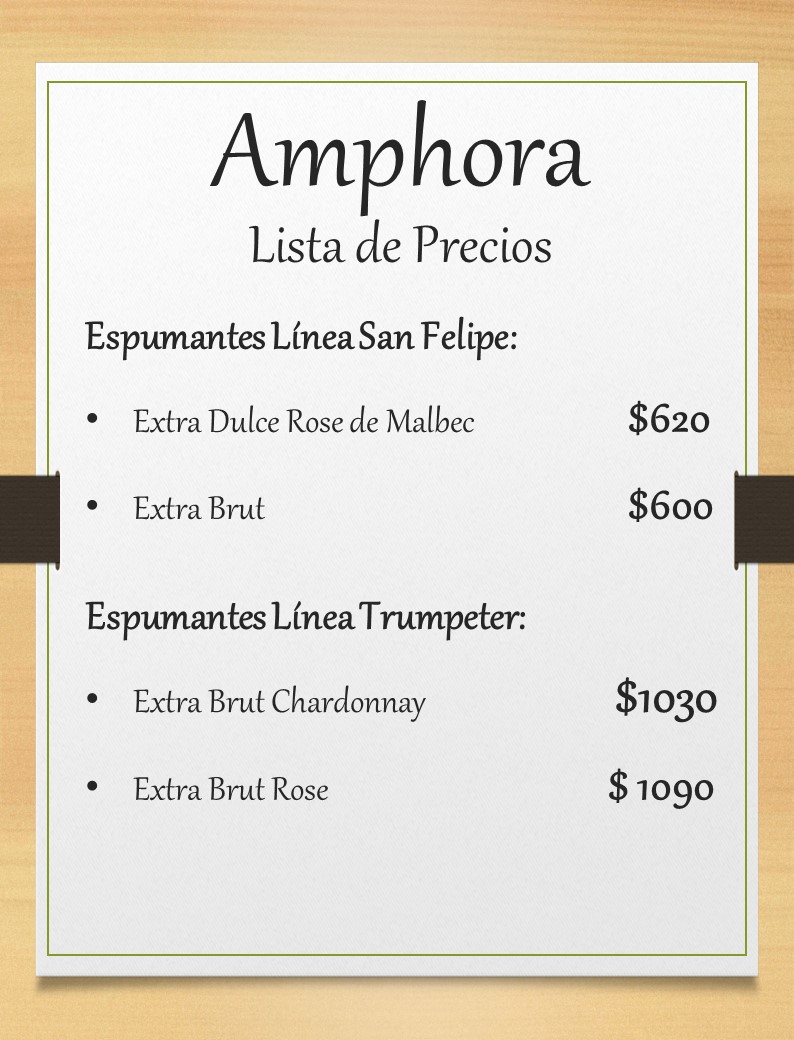 Amphora
Lista de Precios
Espumantes Línea San Felipe:
• Extra Dulce Rose de Malbec $620
• Extra Brut $600
Espumantes Línea Trumpeter:
• Extra Brut Chardonnay $1030
• Extra Brut Rose $ 1090